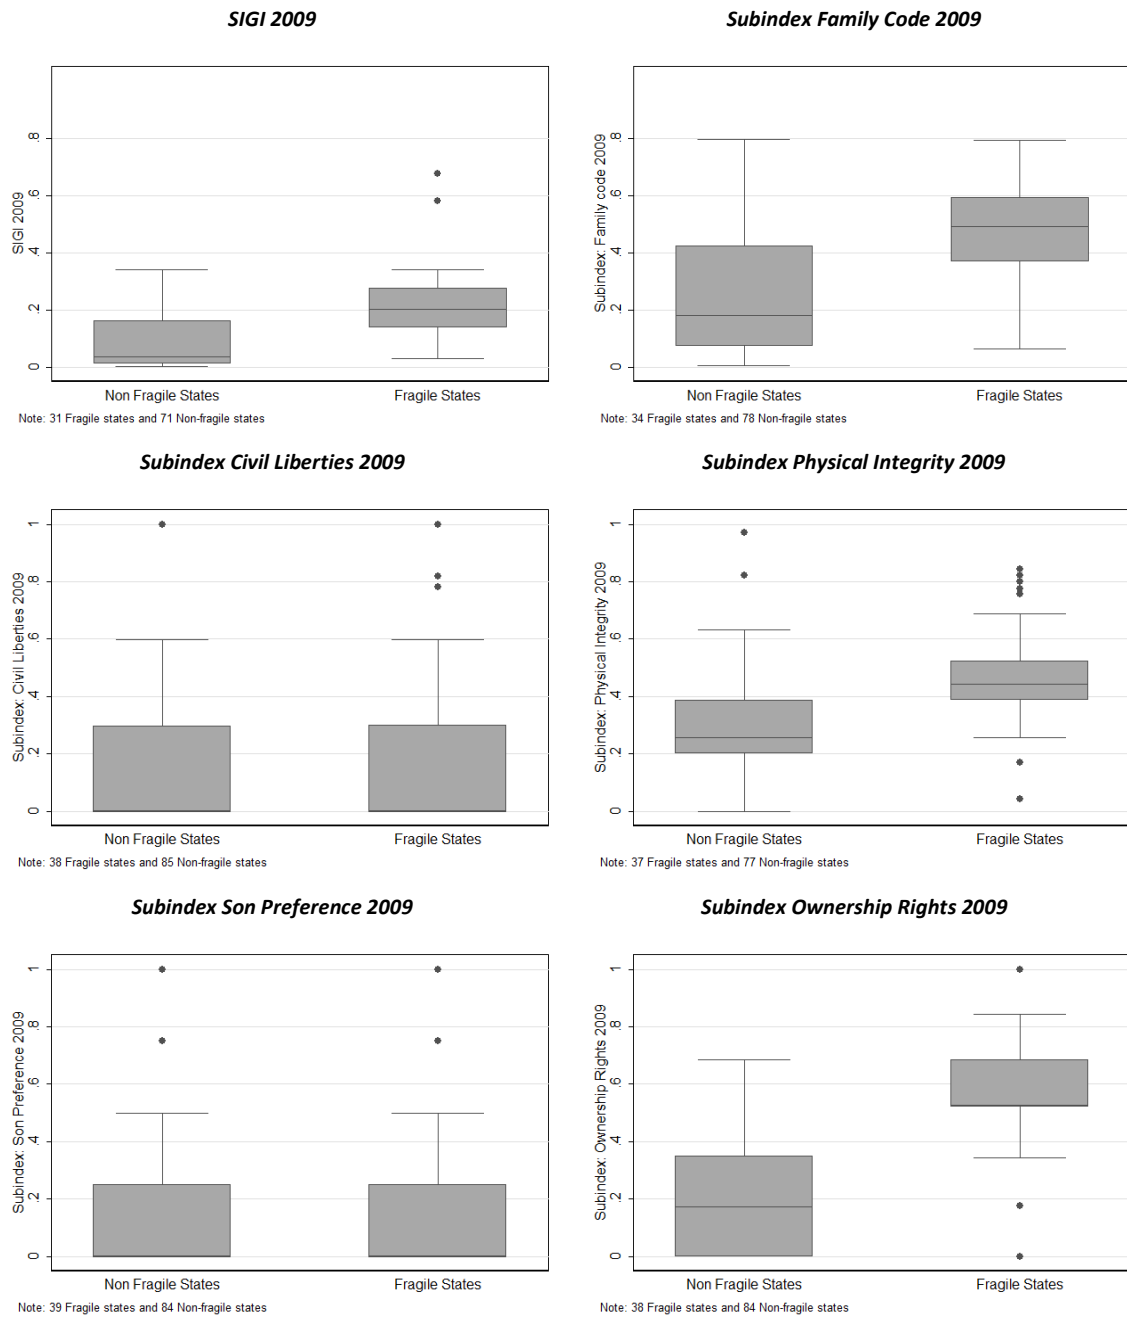 SIGI 2009
SIGI 2009
.8
.6
.4
.2
0
Non Fragile States
Fragile States
Note: 31 Fragile states and 71 Non-fragile states
Subindex Family Code 2009
Subindex: Family code 2009
.8
.6
.4
.2
0
Non Fragile States
Fragile States
Note: 34 Fragile states and 78 Non-fragile states
Subindex Civil Liberties 2009
Subindex: Civil Liberties 2009
1
.8
.6
.4
.2
0
Non Fragile States
Fragile States
Note: 38 Fragile states and 85 Non-fragile states
Subindex Physical Integrity 2009
Subindex: Physical Integrity 2009
1
.8
.6
.4
.2
0
Non Fragile States
Fragile States
Note: 37 Fragile states and 77 Non-fragile states
Subindex Son Preference 2009
Subindex: Son Preference 2009
1
.8
.6
.4
.2
0
Non Fragile States
Fragile States
Note: 39 Fragile states and 84 Non-fragile states
Subindex Ownership Rights 2009
Subindex: Ownership Rights 2009
1
.8
.6
.4
.2
0
Non Fragile States
Fragile States
Note: 38 Fragile states and 84 Non-fragile states